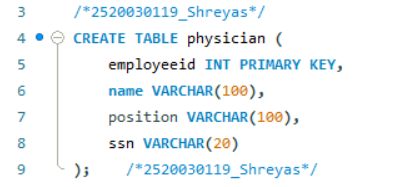 3 /*2520030119_Shreyas*/
4 CREATE TABLE physician (
5 employeeid INT PRIMARY KEY,
6 name VARCHAR(100),
7 position VARCHAR(100),
8 ssn VARCHAR(20)
9 ); /*2520030119_Shreyas*/